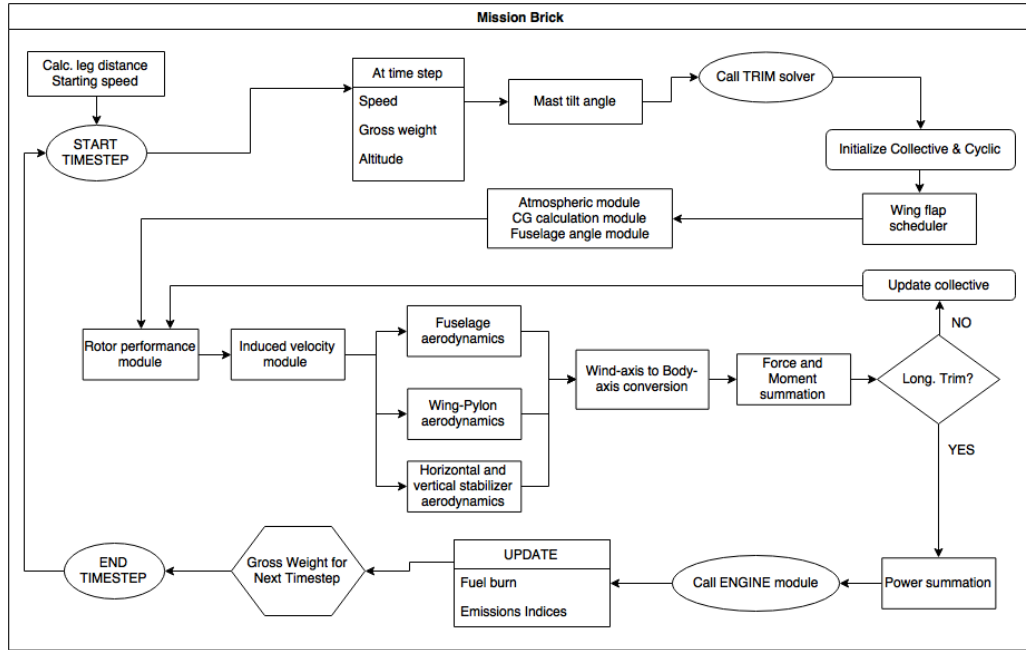 Mission Brick
Calc. leg distance
Starting speed
START
TIMESTEP
At time step
Speed
Gross weight
Altitude
Mast tilt angle
Call TRIM solver
Initialize Collective & Cyclic
Wing flap
scheduler
Atmospheric module
CG calculation module
Fuselage angle module
Update collective
NO
Rotor performance
module
Induced velocity
module
Fuselage
aerodynamics
Wing-Pylon
aerodynamics
Horizontal and
vertical stabilizer
aerodynamics
Wind-axis to Body-
axis conversion
Force and
Moment
summation
Long. Trim?
YES
Power summation
Call ENGINE module
UPDATE
Fuel burn
Emissions Indices
Gross Weight for
Next Timestep
END
TIMESTEP